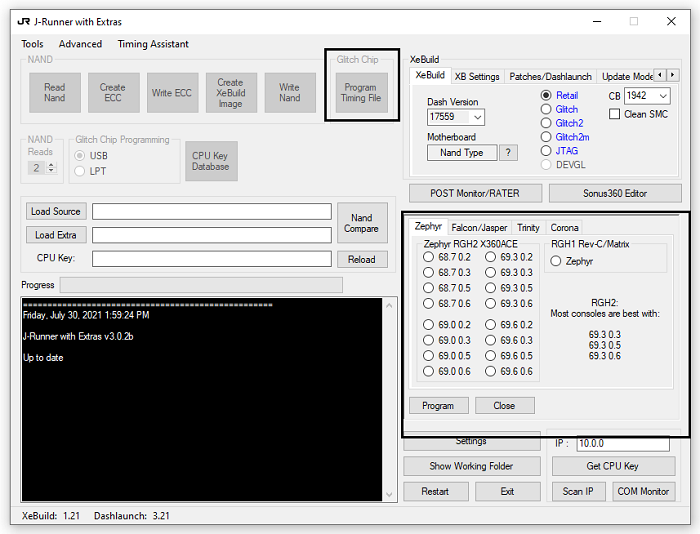 J-Runner with Extras
Tools Advanced Timing Assistant
NAND
Read Nand
Create ECC
Write ECC
Create XeBuild Image
Write Nand
Glitch Chip
Program Timing File
NAND Reads
2
Glitch Chip Programming
USB
LPT
CPU Key Database
Load Source
Load Extra
CPU Key:
Nand Compare
Reload
Progress
=====================================================
Friday, July 30, 2021 1:59:24 PM
J-Runner with Extras v3.0.2b
Up to date
XeBuild
XeBuild XB Settings Patches/Dashlaunch Update Mode
Dash Version
17559
Motherboard
Nand Type ?
Retail
Glitch
Glitch2
Glitch2m
JTAG
DEVGL
CB 1942
Clean SMC
POST Monitor/RATER
Sonus360 Editor
Zephyr Falcon/Jasper Trinity Corona
Zephyr RGH2 X360ACE
68.7 0.2 69.3 0.2
68.7 0.3 69.3 0.3
68.7 0.5 69.3 0.5
68.7 0.6 69.3 0.6
69.0 0.2 69.6 0.2
69.0 0.3 69.6 0.3
69.0 0.5 69.6 0.5
69.0 0.6 69.6 0.6
RGH1 Rev-C/Matrix
Zephyr
RGH2:
Most consoles are best with:
69.3 0.3
69.3 0.5
69.3 0.6
Program Close
Settings
Show Working Folder
Restart Exit
IP : 10.0.0
Get CPU Key
Scan IP COM Monitor
XeBuild: 1.21 Dashlaunch: 3.21